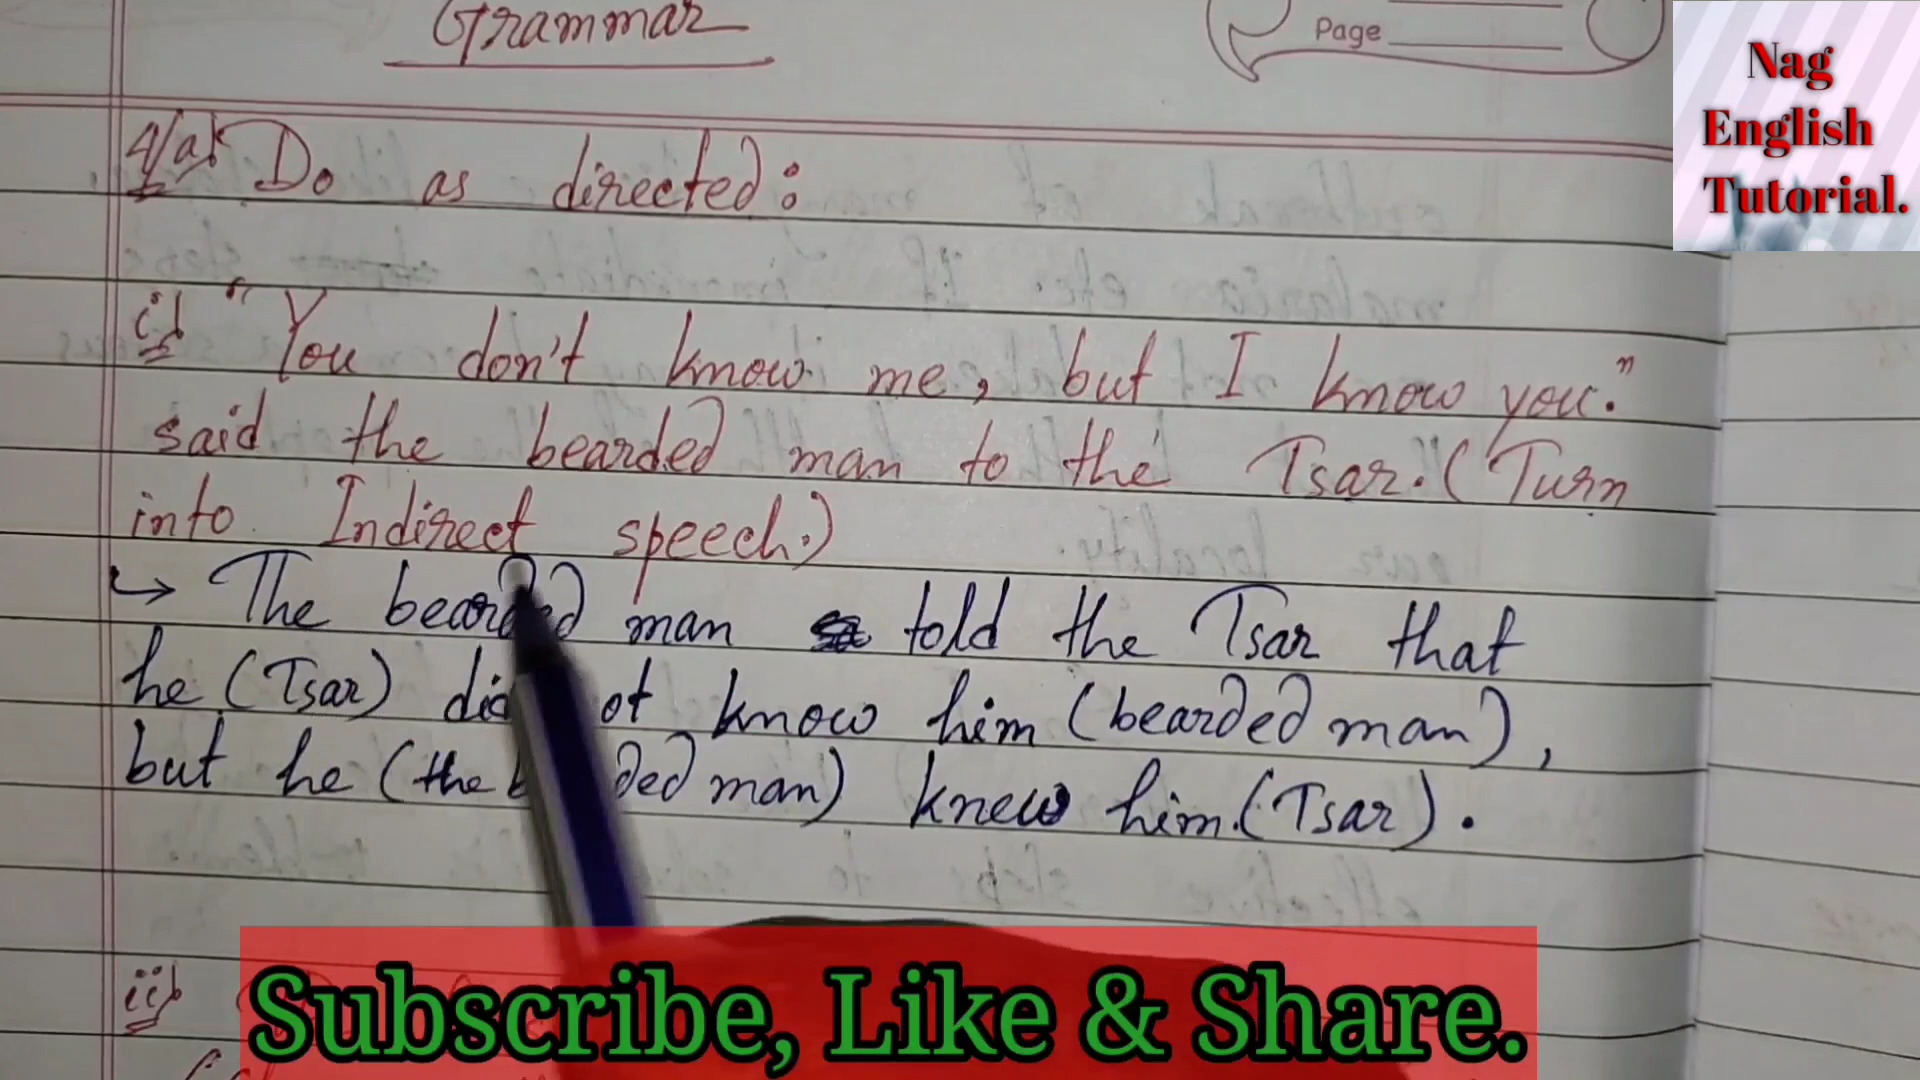 Grammar
Page
Nag
English
Tutorial.
4/a) Do as directed:
i) "You don't know me, but I know you."
said the bearded man to the Tsar. (Turn
into Indirect speech.)
↳ The bearded man told the Tsar that
he (Tsar) did not know him (bearded man),
but he (the bearded man) knew him (Tsar).
ii)
Subscribe, Like & Share.